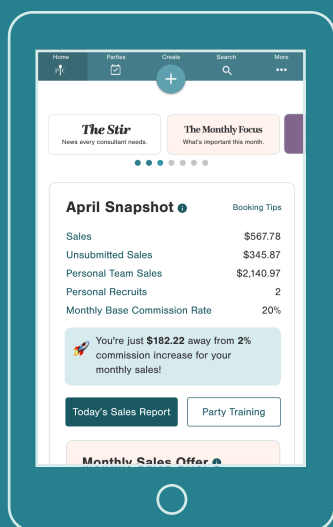 Home Parties Create Search More
P C
The Stir
News every consultant needs.
The Monthly Focus
What's important this month.
April Snapshot
Booking Tips
Sales $567.78
Unsubmitted Sales $345.87
Personal Team Sales $2,140.97
Personal Recruits 2
Monthly Base Commission Rate 20%
You're just $182.22 away from 2%
commission increase for your
monthly sales!
Today's Sales Report Party Training
Monthly Sales Offer